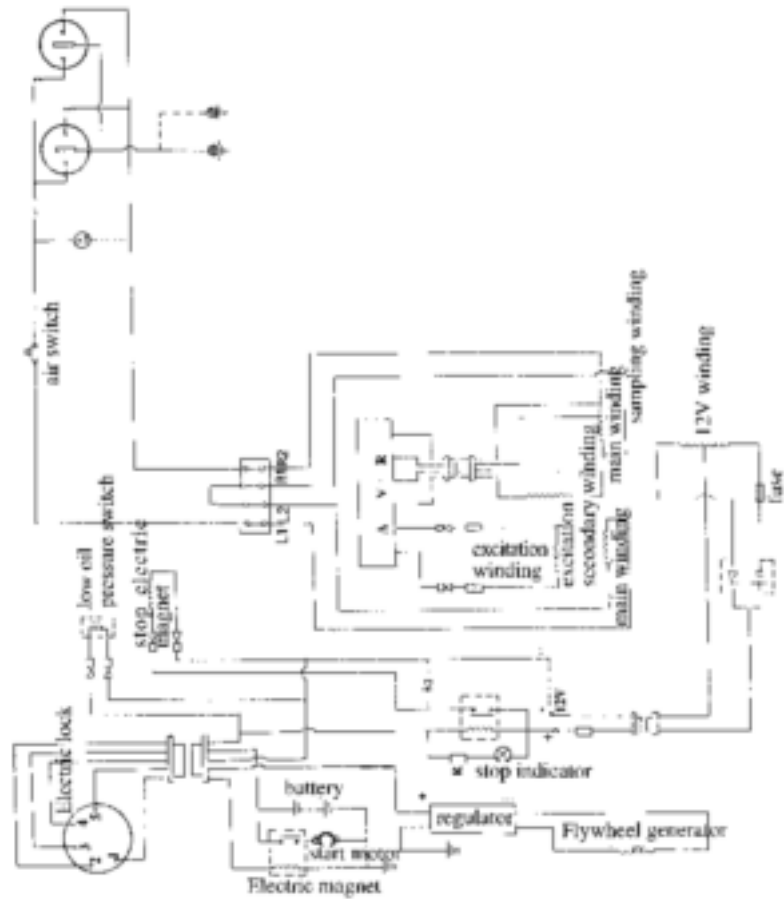 air switch
sampling winding
main winding
12V winding
fuse
R
V
A
L1 L2
low oil
pressure switch
stop electric
magnet
excitation
winding
excitation
secondary winding
main winding
Electric lock
12V
+
stop indicator
battery
+
regulator
Flywheel generator
start motor
Electric magnet